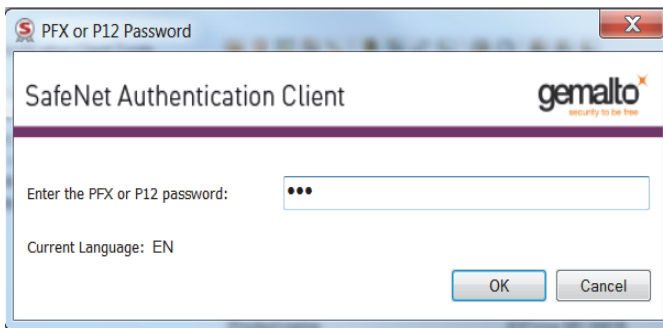 PFX or P12 Password
SafeNet Authentication Client
gemalto
security to be free
Enter the PFX or P12 password:
•••
Current Language: EN
OK
Cancel